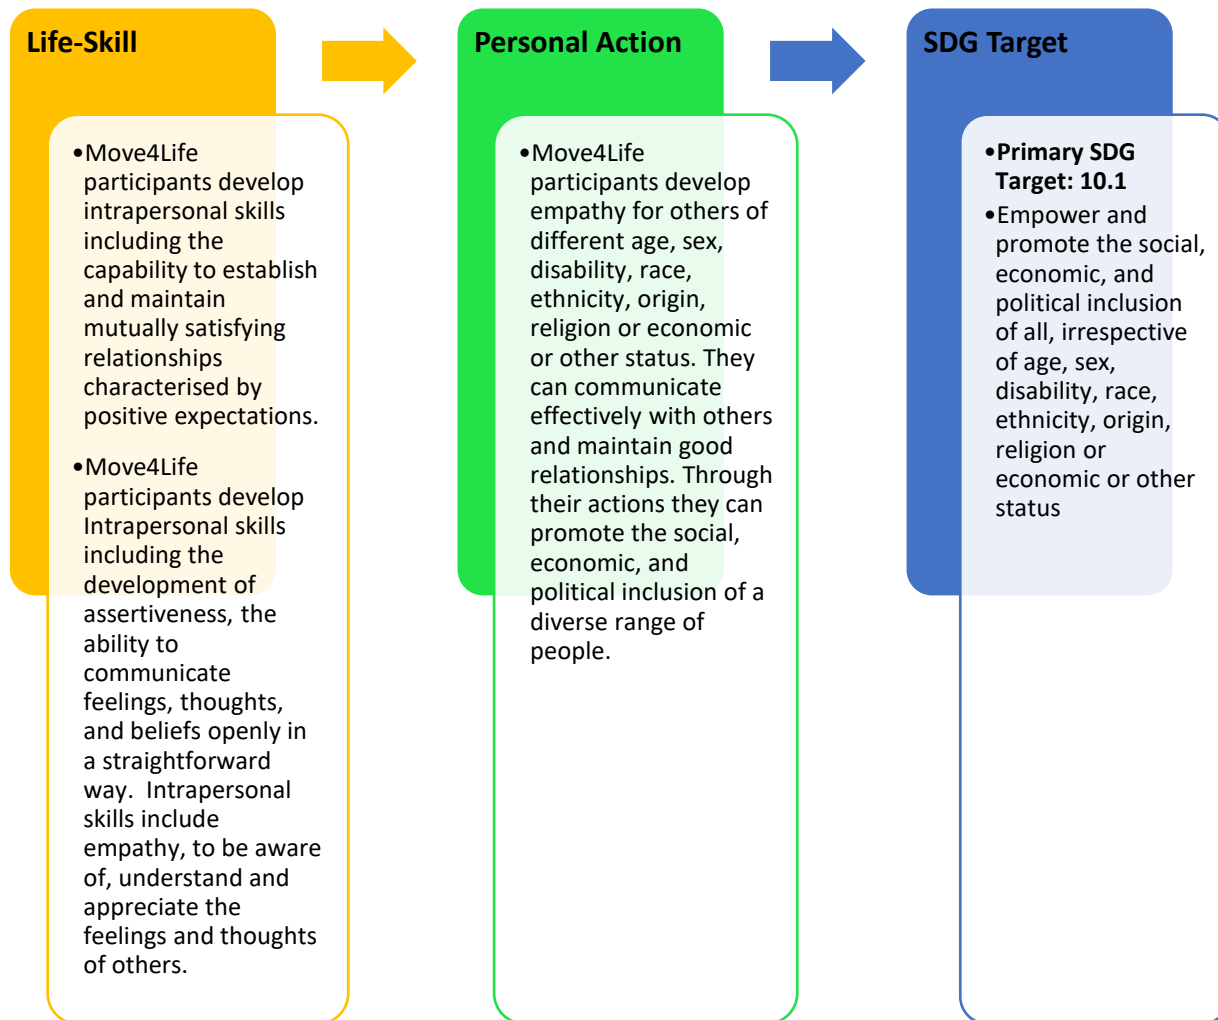 Life-Skill
•Move4Life
participants develop
intrapersonal skills
including the
capability to establish
and maintain
mutually satisfying
relationships
characterised by
positive expectations.
•Move4Life
participants develop
Intrapersonal skills
including the
development of
assertiveness, the
ability to
communicate
feelings, thoughts,
and beliefs openly in
a straightforward
way.  Intrapersonal
skills include
empathy, to be aware
of, understand and
appreciate the
feelings and thoughts
of others.
Personal Action
•Move4Life
participants develop
empathy for others of
different age, sex,
disability, race,
ethnicity, origin,
religion or economic
or other status. They
can communicate
effectively with others
and maintain good
relationships. Through
their actions they can
promote the social,
economic, and
political inclusion of a
diverse range of
people.
SDG Target
•Primary SDG
Target: 10.1
•Empower and
promote the social,
economic, and
political inclusion
of all, irrespective
of age, sex,
disability, race,
ethnicity, origin,
religion or
economic or other
status